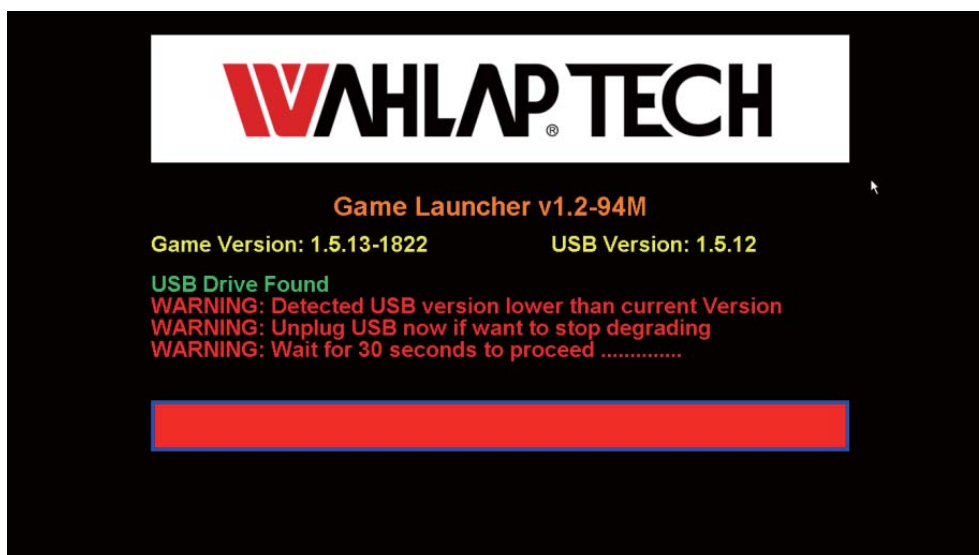 WAHLAP® TECH
Game Launcher v1.2-94M
Game Version: 1.5.13-1822
USB Version: 1.5.12
USB Drive Found
WARNING: Detected USB version lower than current Version
WARNING: Unplug USB now if want to stop degrading
WARNING: Wait for 30 seconds to proceed ..............